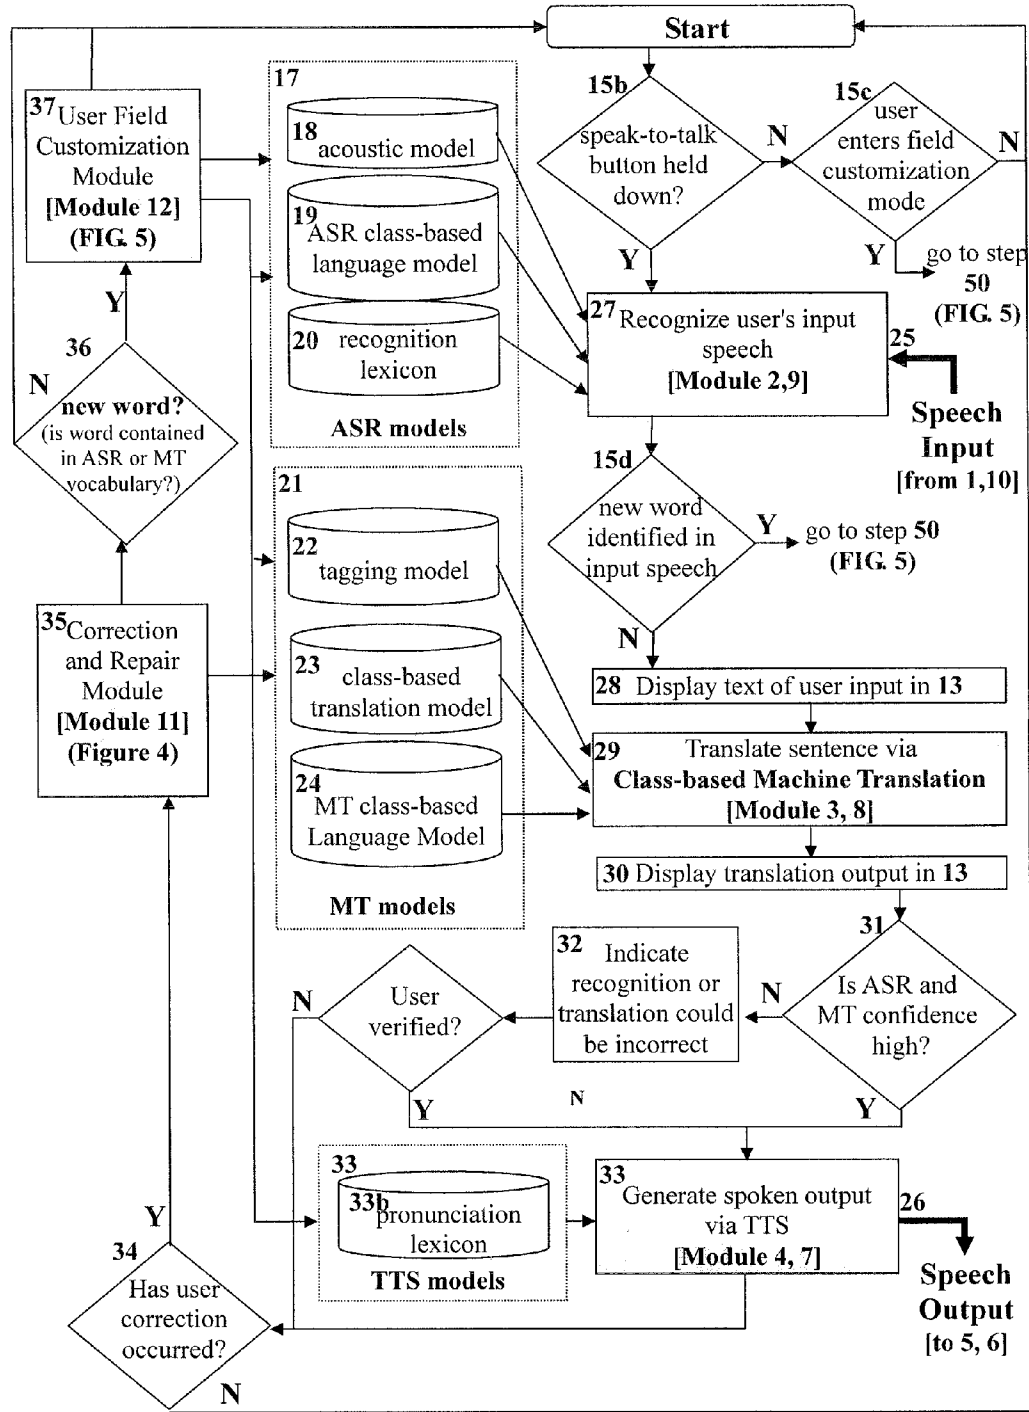 Start
15b
speak-to-talk
button held
down?
N
Y
15c
user
enters field
customization
mode
N
Y
go to step
50
(FIG. 5)
37
User Field
Customization
Module
[Module 12]
(FIG. 5)
Y
17
18
acoustic model
19
ASR class-based
language model
20
recognition
lexicon
ASR models
27
Recognize user's input
speech
[Module 2,9]
25
Speech
Input
[from 1,10]
36
N
new word?
(is word contained
in ASR or MT
vocabulary?)
15d
new word
identified in
input speech
Y
go to step 50
(FIG. 5)
N
21
22
tagging model
23
class-based
translation model
24
MT class-based
Language Model
MT models
35
Correction
and Repair
Module
[Module 11]
(Figure 4)
28 Display text of user input in 13
29
Translate sentence via
Class-based Machine Translation
[Module 3, 8]
30 Display translation output in 13
31
Is ASR and
MT confidence
high?
N
Y
32
Indicate
recognition or
translation could
be incorrect
User
verified?
N
Y
N
33
33b
pronunciation
lexicon
TTS models
33
Generate spoken output
via TTS
[Module 4, 7]
26
Speech
Output
[to 5, 6]
Y
34
Has user
correction
occurred?
N